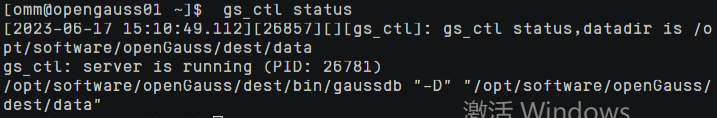 [omm@opengauss01 ~]$  gs_ctl status
[2023-06-17 15:10:49.112][26857][][gs_ctl]: gs_ctl status,datadir is /o
pt/software/openGauss/dest/data
gs_ctl: server is running (PID: 26781)
/opt/software/openGauss/dest/bin/gaussdb "-D" "/opt/software/openGauss/
dest/data"
激活 Windows